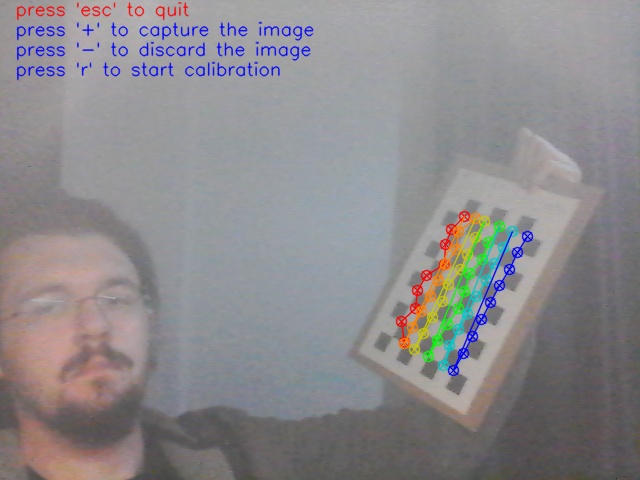 press 'esc' to quit
press '+' to capture the image
press '-' to discard the image
press 'r' to start calibration